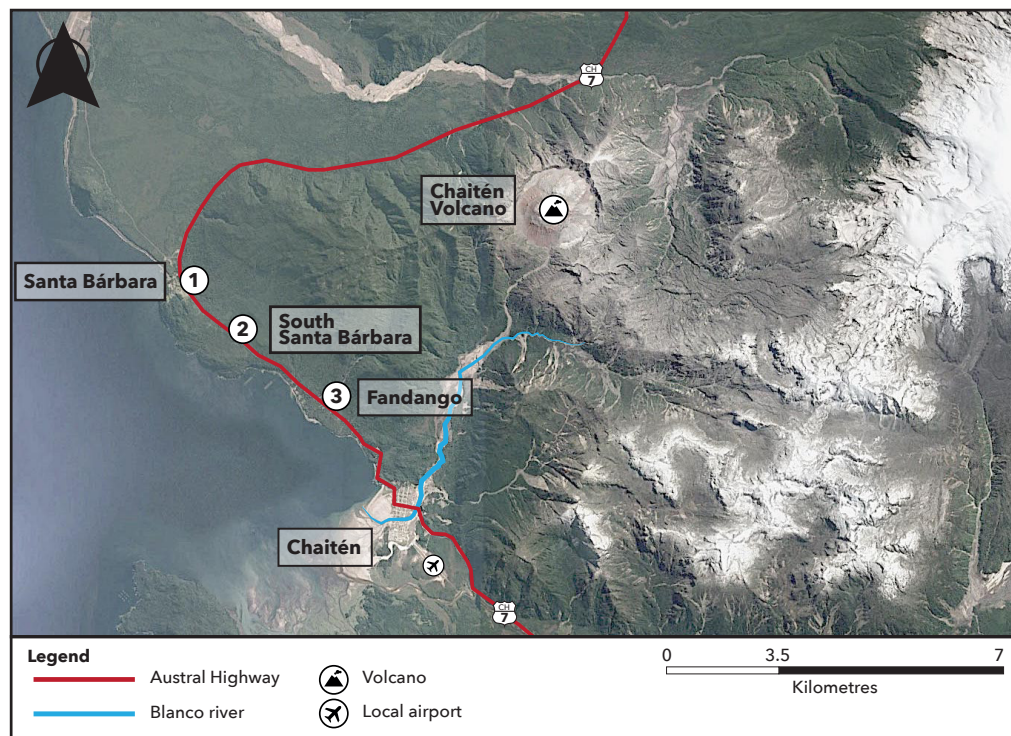 CH
7
Chaitén
Volcano
Santa Bárbara
1
2
South
Santa Bárbara
3
Fandango
Chaitén
CH
7
Legend
Austral Highway
Volcano
Blanco river
Local airport
0
3.5
7
Kilometres